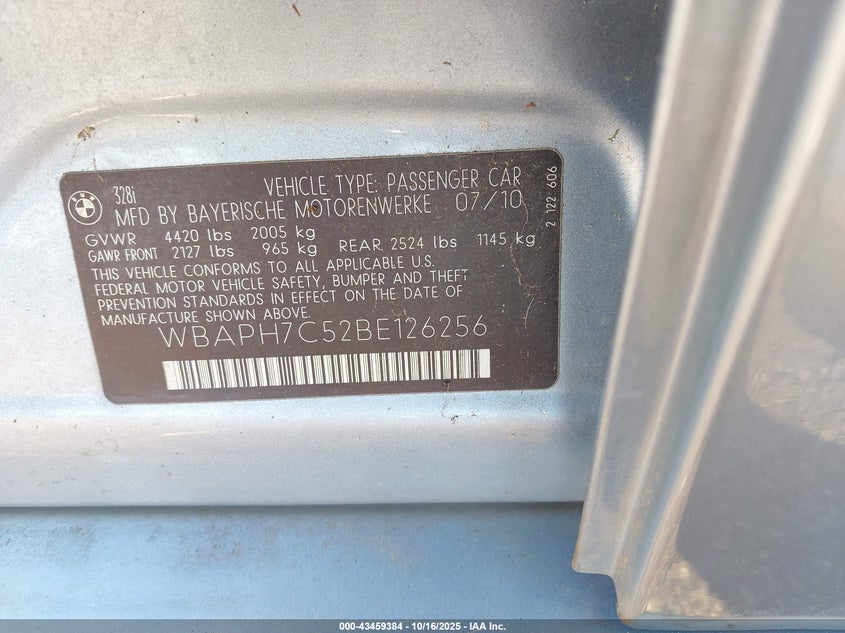 328i VEHICLE TYPE: PASSENGER CAR
MFD BY BAYERISCHE MOTORENWERKE 07/10
GVWR 4420 lbs 2005 kg
GAWR FRONT 2127 lbs 965 kg REAR 2524 lbs 1145 kg
THIS VEHICLE CONFORMS TO ALL APPLICABLE U.S.
FEDERAL MOTOR VEHICLE SAFETY, BUMPER AND THEFT
PREVENTION STANDARDS IN EFFECT ON THE DATE OF
MANUFACTURE SHOWN ABOVE.
WBAPH7C52BE126256
2 122 606
000-43459384 - 10/16/2025 - IAA Inc.